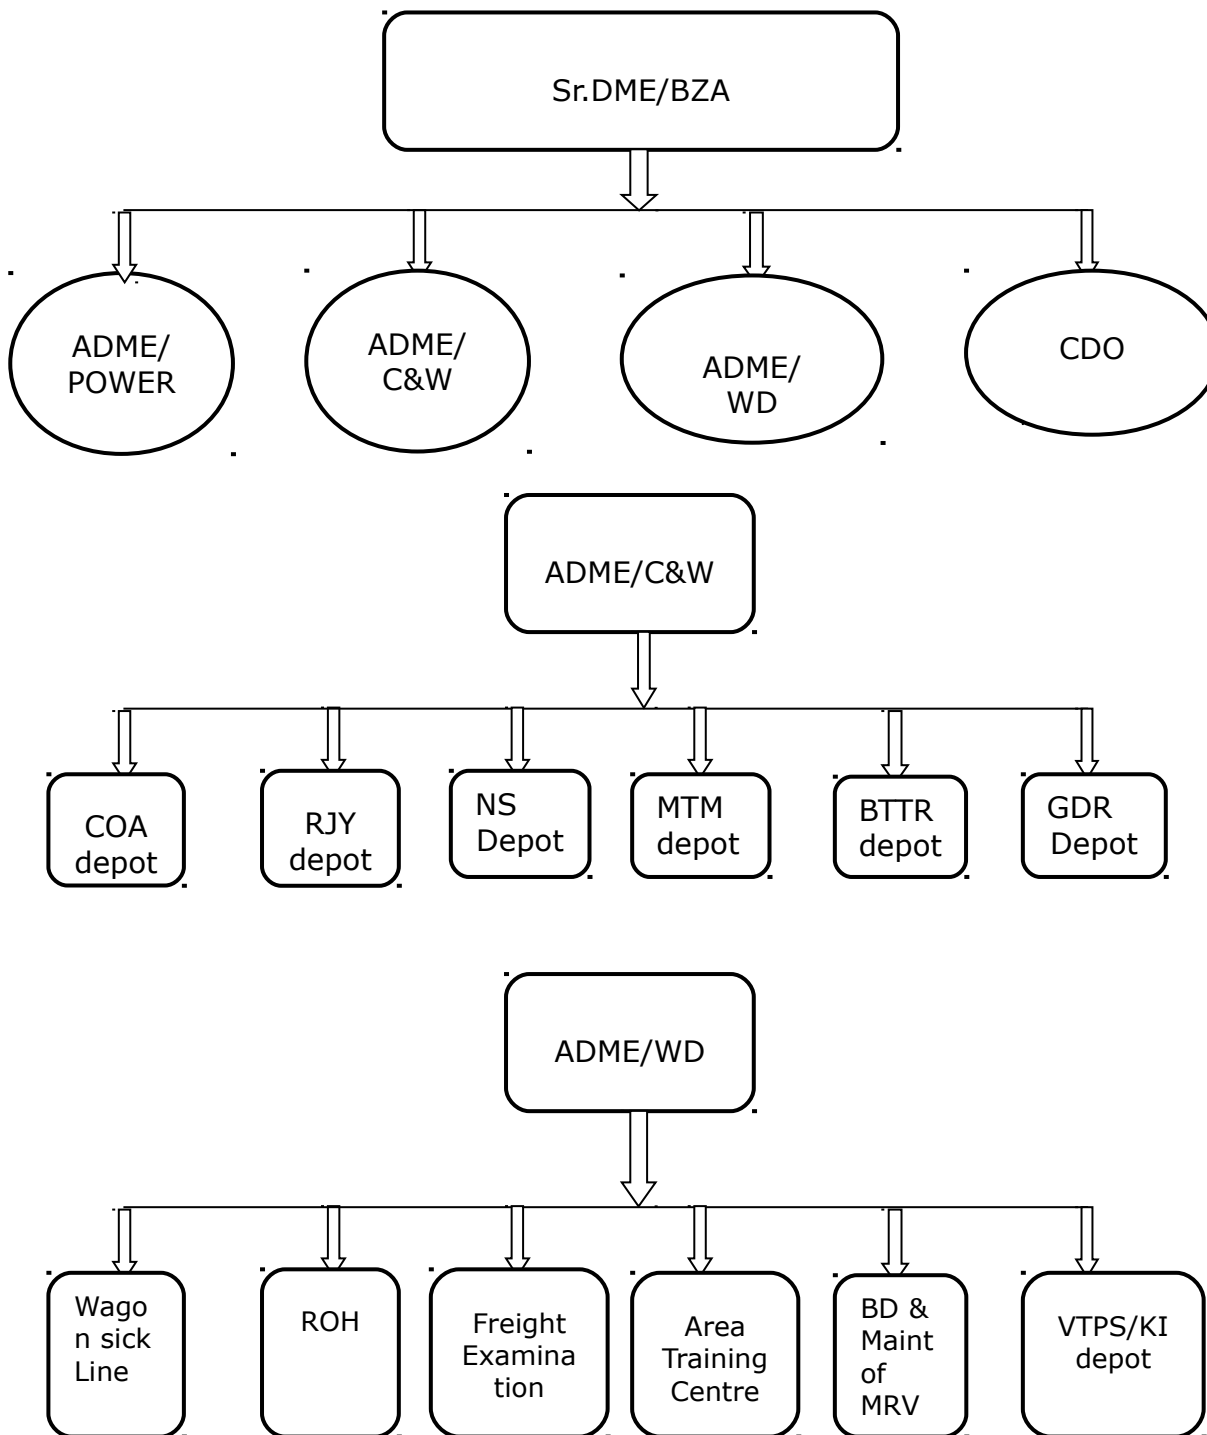 Sr.DME/BZA
ADME/
POWER
ADME/
C&W
ADME/
WD
CDO
ADME/C&W
COA
depot
RJY
depot
NS
Depot
MTM
depot
BTTR
depot
GDR
Depot
ADME/WD
Wago
n sick
Line
ROH
Freight
Examina
tion
Area
Training
Centre
BD &
Maint
of
MRV
VTPS/KI
depot